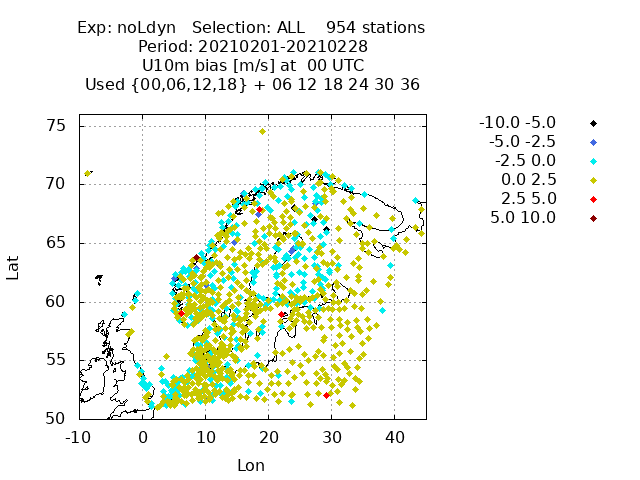 Exp: noLdyn   Selection: ALL    954 stations
Period: 20210201-20210228
U10m bias [m/s] at  00 UTC
Used {00,06,12,18} + 06 12 18 24 30 36
-10.0 -5.0
-5.0 -2.5
-2.5 0.0
0.0 2.5
2.5 5.0
5.0 10.0
75
70
65
60
55
50
Lat
-10 0 10 20 30 40
Lon